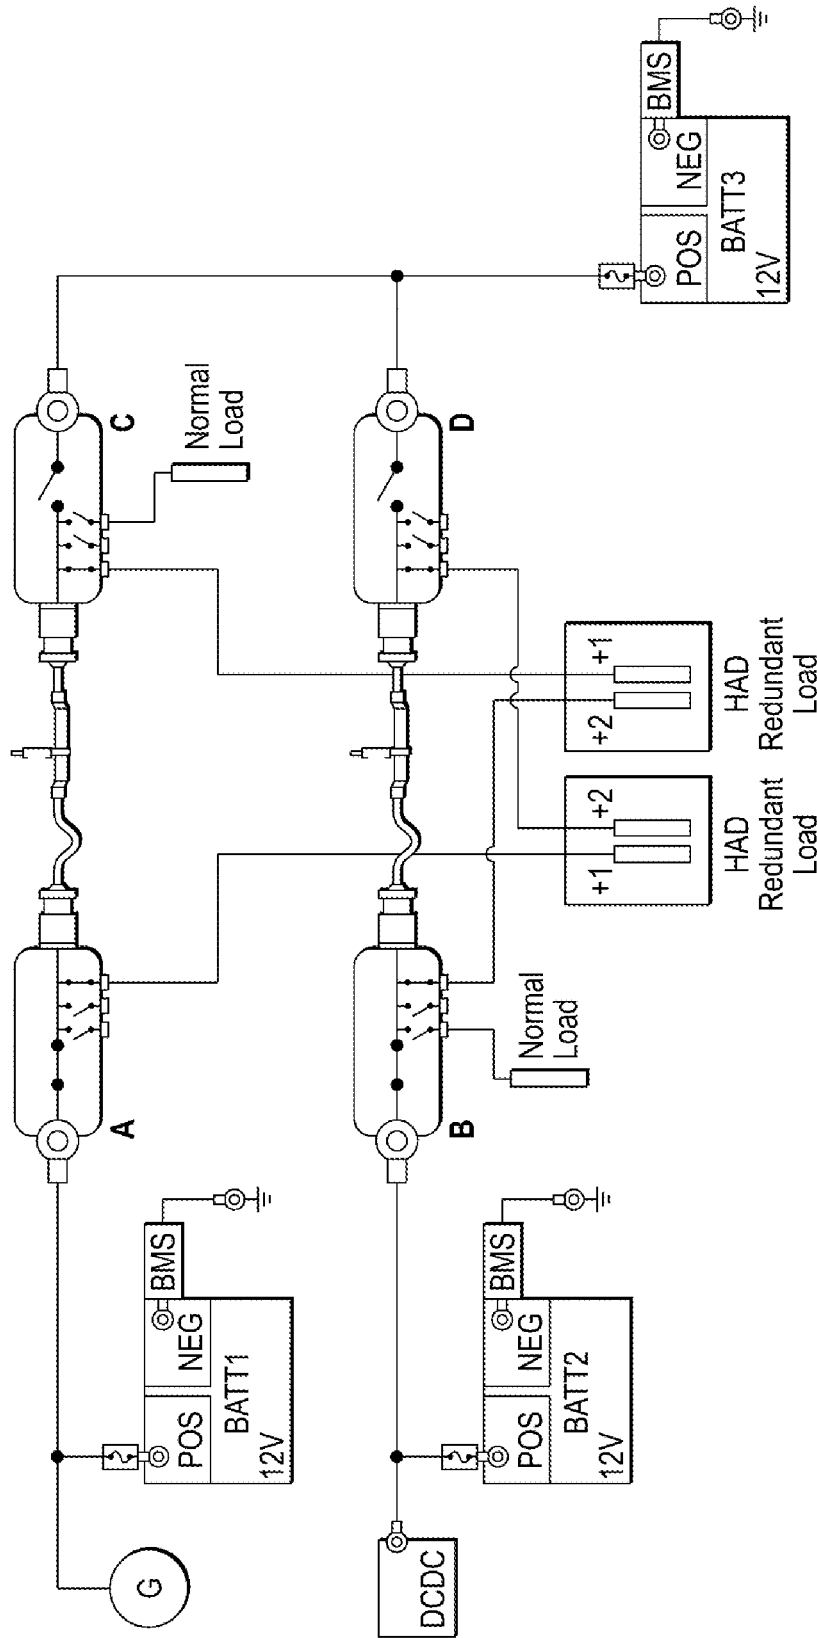 G
12V
BATT1
POS
NEG
BMS
A
C
Normal
Load
DCDC
12V
BATT2
POS
NEG
BMS
B
Normal
Load
D
+1
+2
HAD
Redundant
Load
+2
+1
HAD
Redundant
Load
12V
BATT3
POS
NEG
BMS